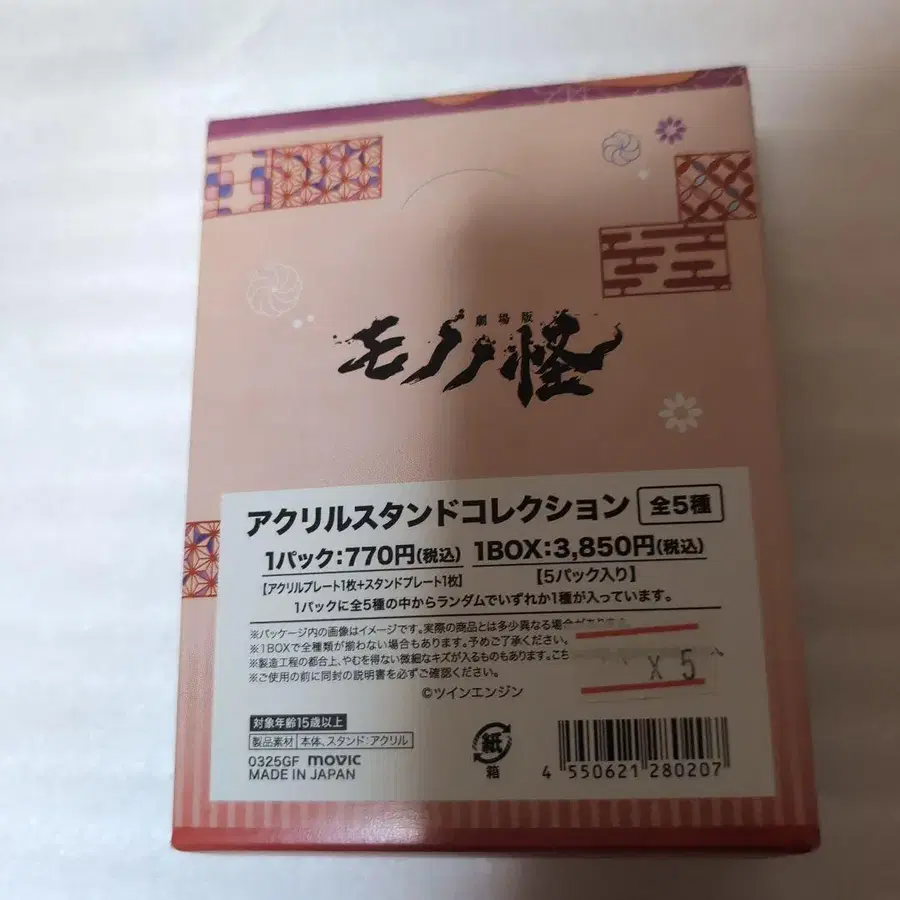 劇場版
モノノ怪
アクリルスタンドコレクション 全5種
1パック:770円(税込) 1BOX:3,850円(税込)
【アクリルプレート1枚+スタンドプレート1枚】 【5パック入り】
1パックに全5種の中からランダムでいずれか1種が入っています。
※パッケージ内の画像はイメージです。実際の商品とは多少異なる場合があります。
※1BOXで全種類が揃わない場合もあります。予めご了承ください。
※製造工程の都合上、やむを得ない微細なキズが入るものもあります。こち
※ご使用の前に同封の説明書を必ずご確認ください。
x 5
©ツインエンジン
対象年齢15歳以上
製品素材 本体、スタンド:アクリル
0325GF movic
MADE IN JAPAN
紙
箱
4 550621 280207